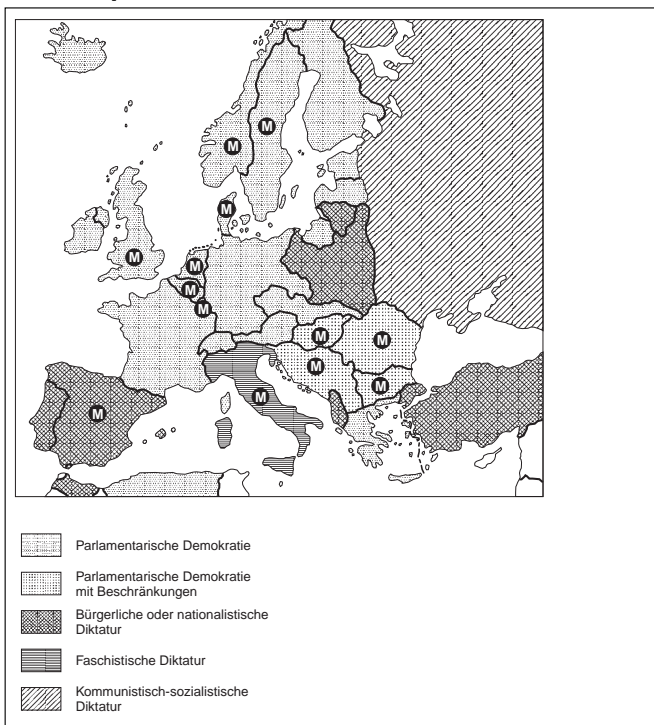 M
M
M
M
M
M
M
M
M
M
M
M
M
Parlamentarische Demokratie
Parlamentarische Demokratie
mit Beschränkungen
Bürgerliche oder nationalistische
Diktatur
Faschistische Diktatur
Kommunistisch-sozialistische
Diktatur